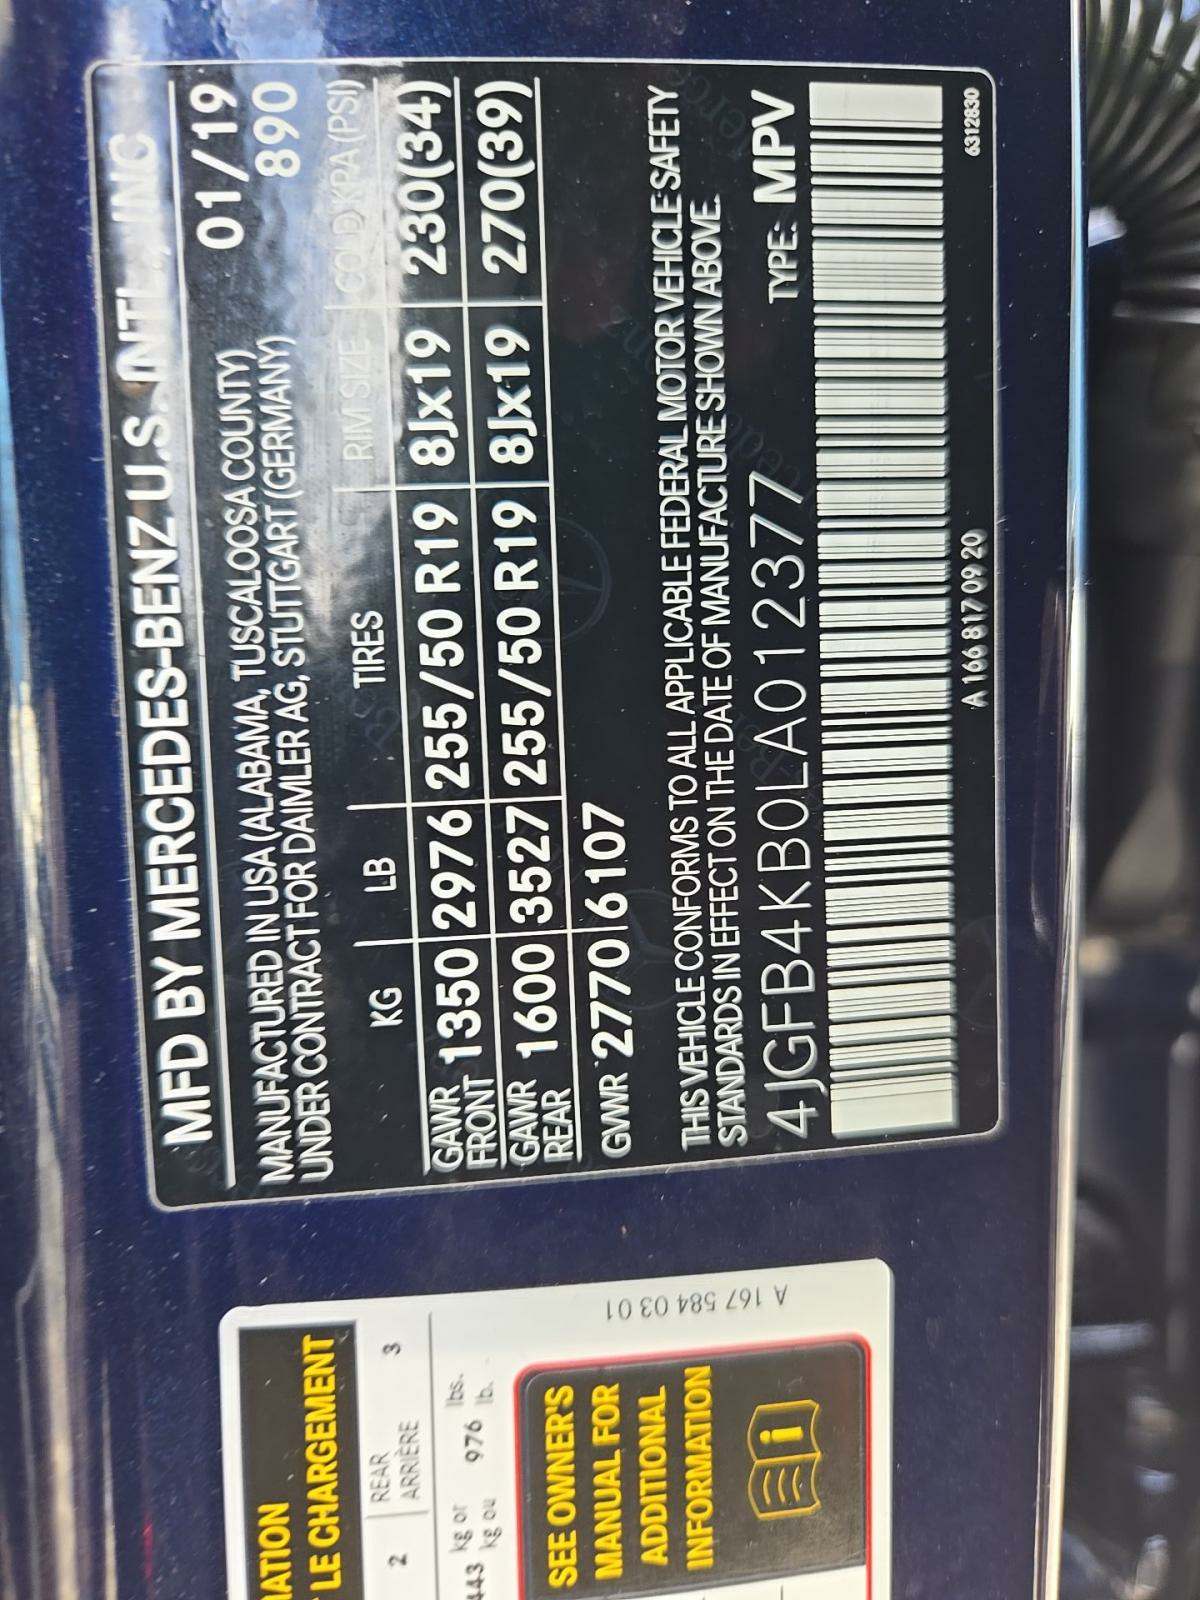 MFD BY MERCEDES-BENZ U.S. INTL. INC
MANUFACTURED IN USA (ALABAMA, TUSCALOOSA COUNTY) 01/19
UNDER CONTRACT FOR DAIMLER AG, STUTTGART (GERMANY) 890
KG LB TIRES RIM SIZE COLD KPA (PSI)
GAWR FRONT 1350 2976 255/50 R19 8Jx19 230(34)
GAWR REAR 1600 3527 255/50 R19 8Jx19 270(39)
GVWR 2770 6107
THIS VEHICLE CONFORMS TO ALL APPLICABLE FEDERAL MOTOR VEHICLE SAFETY
STANDARDS IN EFFECT ON THE DATE OF MANUFACTURE SHOWN ABOVE.
4JGFB4KB0LA012377 TYPE: MPV
A 166 817 09 20 6312830
LE CHARGEMENT
2 REAR 3
ARRIÈRE
443 kg or 976 lbs.
kg ou lb.
SEE OWNER'S
MANUAL FOR
ADDITIONAL
INFORMATION
i
A 167 584 03 01